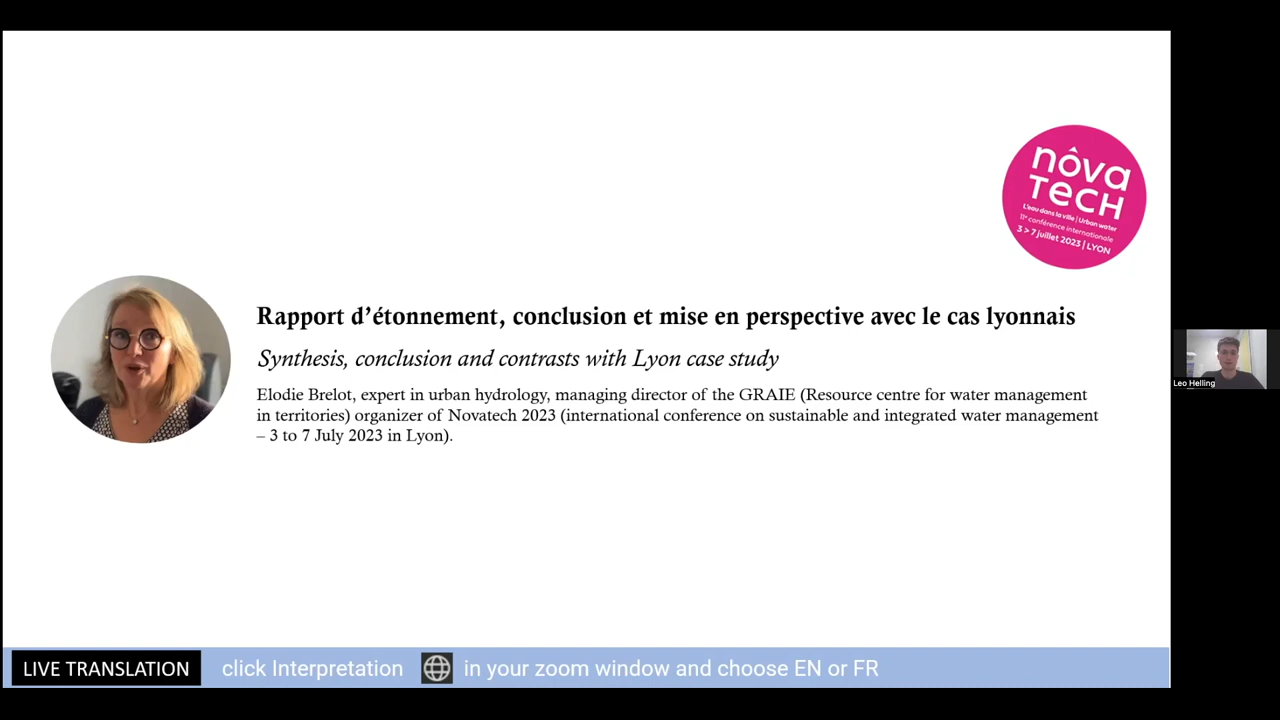 nôva
TECH
L'eau dans la ville | Urban water
11e conférence internationale
3 > 7 juillet 2023 | LYON
Rapport d’étonnement, conclusion et mise en perspective avec le cas lyonnais
Synthesis, conclusion and contrasts with Lyon case study
Elodie Brelot, expert in urban hydrology, managing director of the GRAIE (Resource centre for water management
in territories) organizer of Novatech 2023 (international conference on sustainable and integrated water management
– 3 to 7 July 2023 in Lyon).
Leo Helling
LIVE TRANSLATION click Interpretation in your zoom window and choose EN or FR